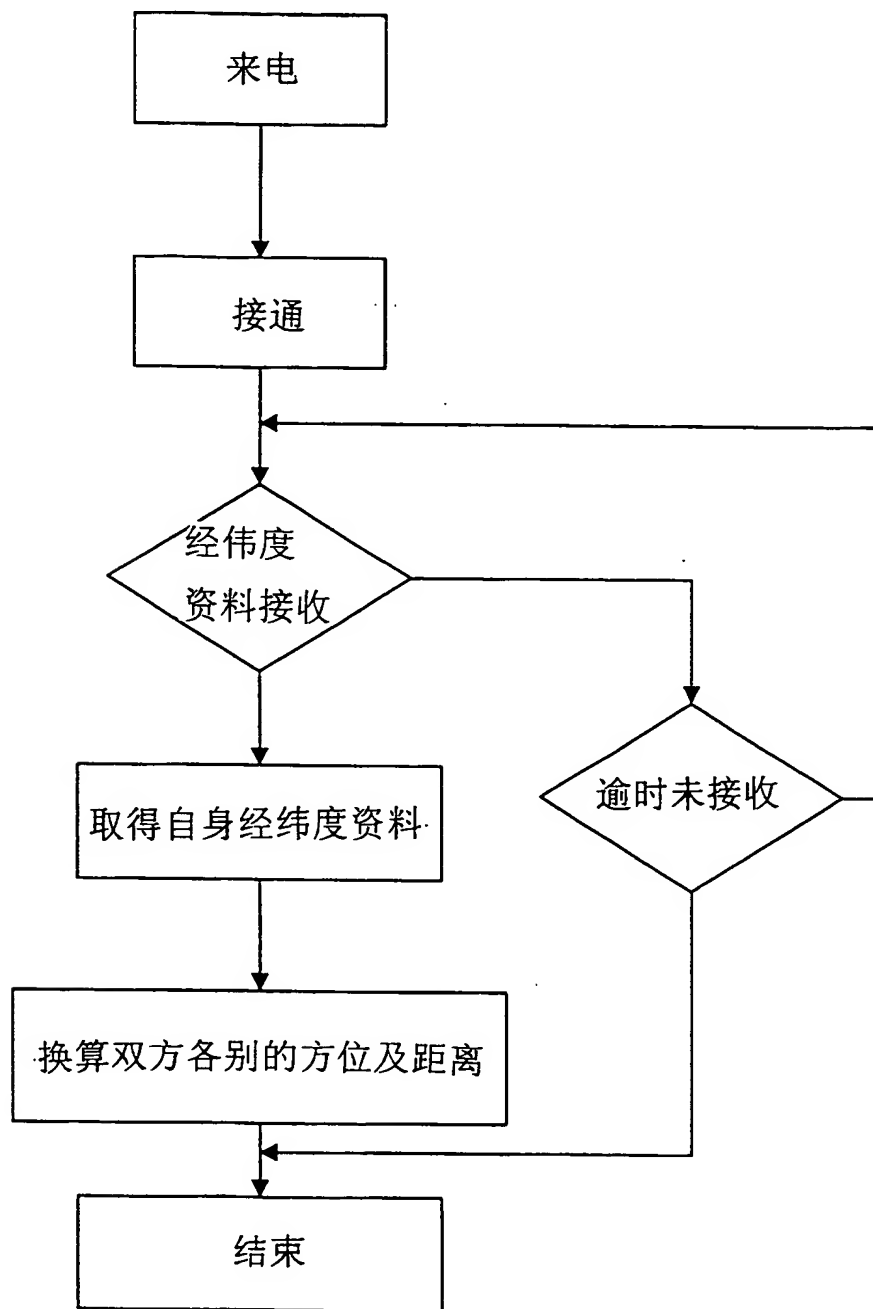 来电
接通
经伟度
资料接收
逾时未接收
取得自身经纬度资料
换算双方各别的方位及距离
结束